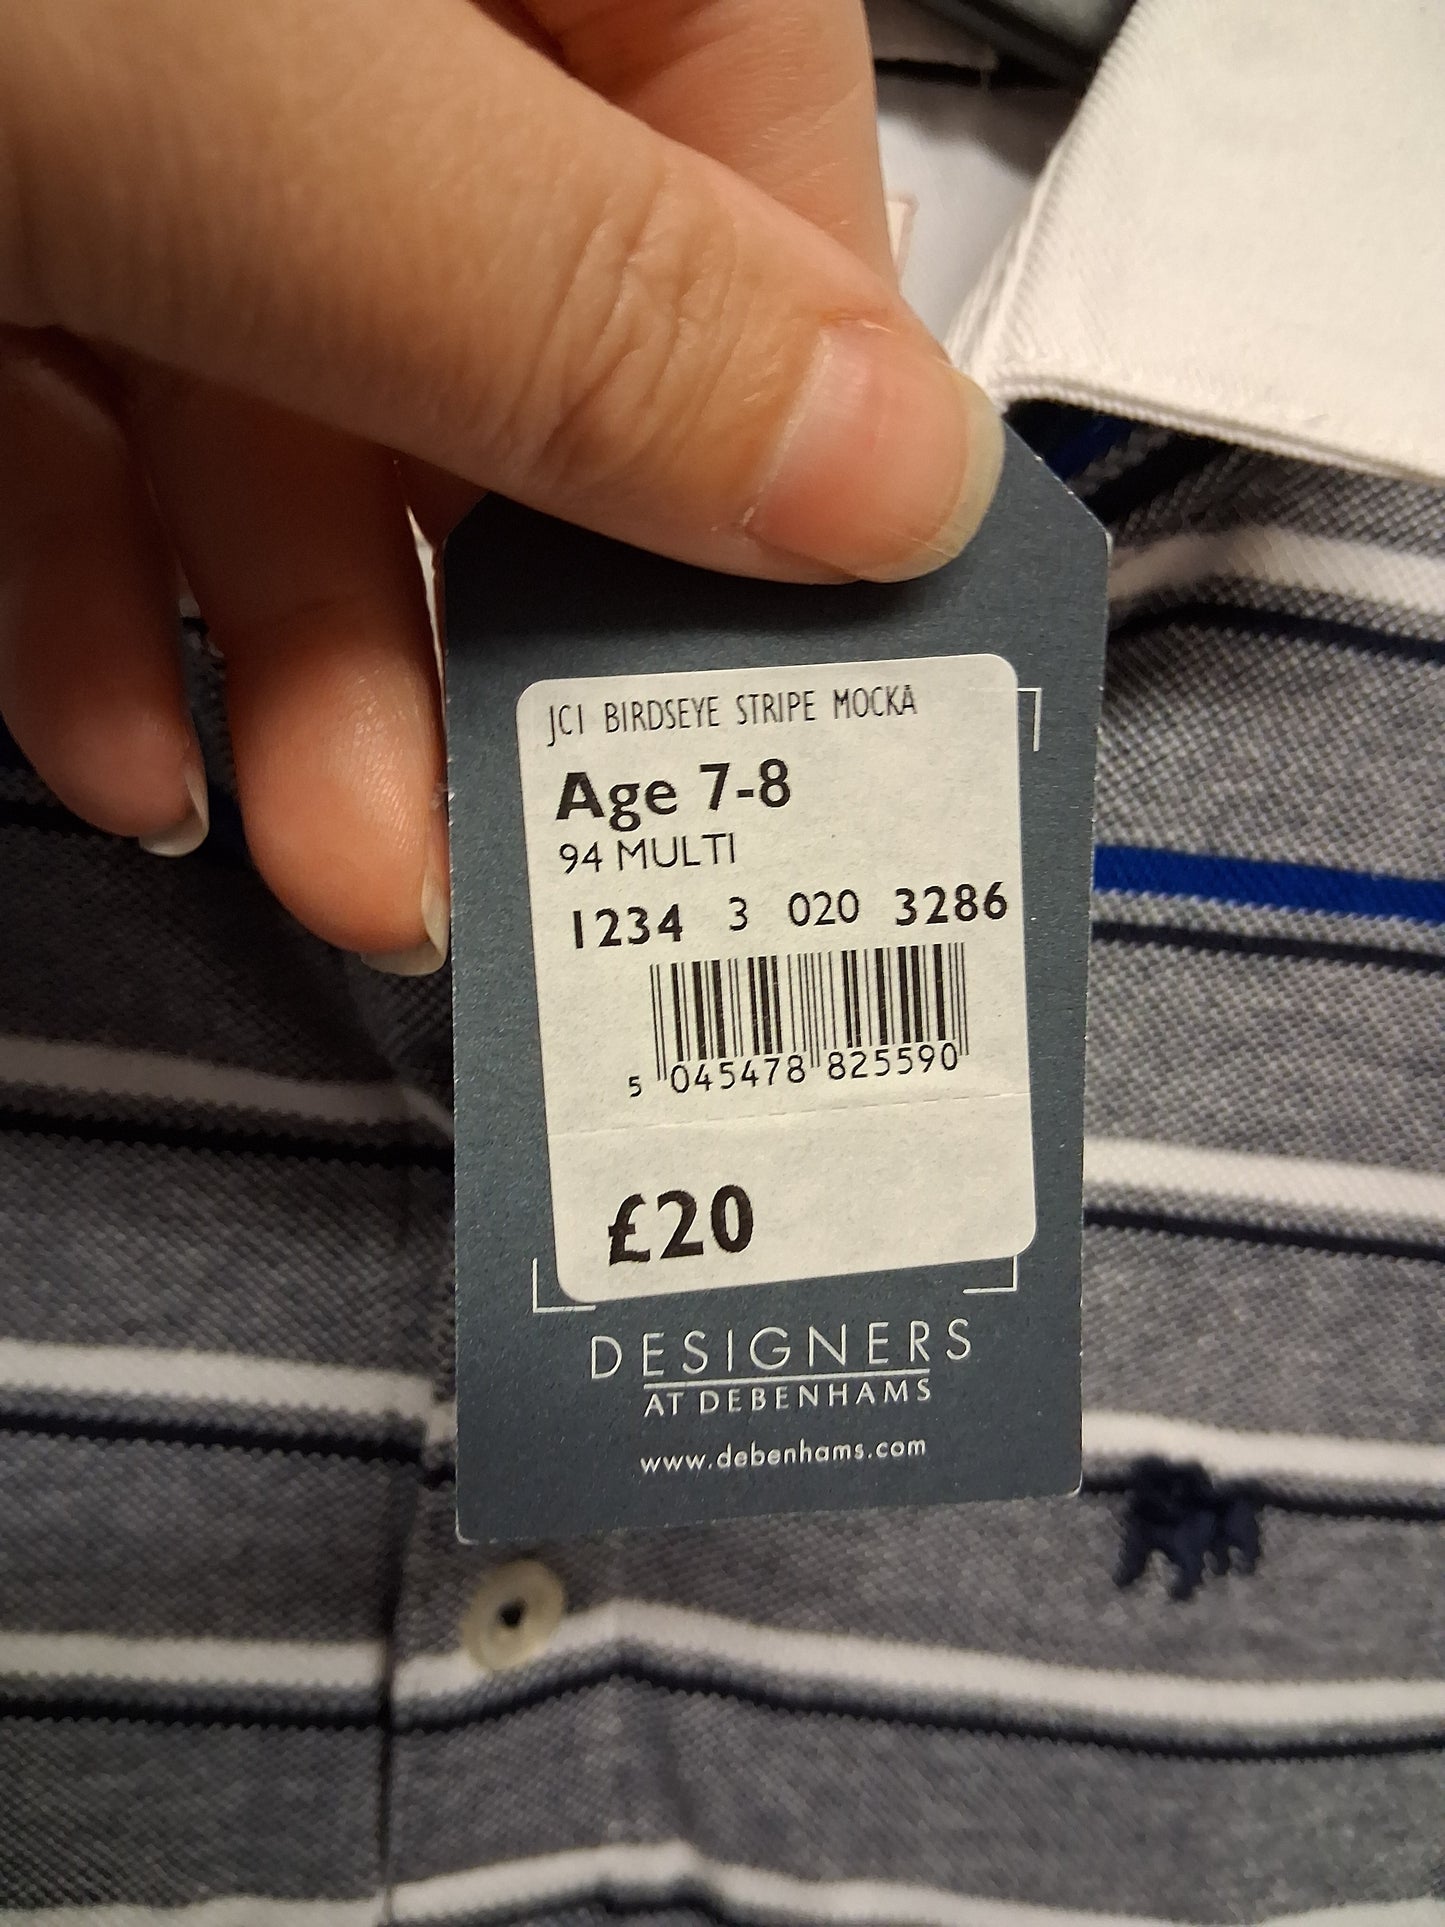 JCI BIRDSEYE STRIPE MOCKA
Age 7-8
94 MULTI
1234 3 020 3286
5 045478 825590
£20
DESIGNERS
AT DEBENHAMS
www.debenhams.com